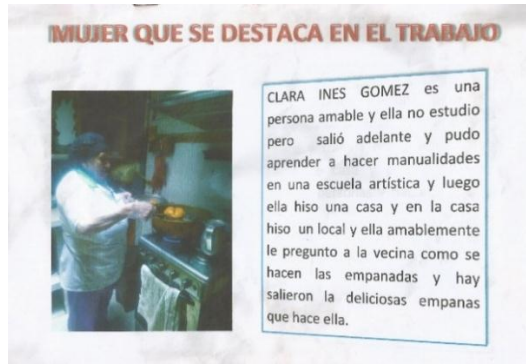 MUJER QUE SE DESTACA EN EL TRABAJO
CLARA INES GOMEZ es una
persona amable y ella no estudio
pero salió adelante y pudo
aprender a hacer manualidades
en una escuela artística y luego
ella hiso una casa y en la casa
hiso un local y ella amablemente
le pregunto a la vecina como se
hacen las empanadas y hay
salieron la deliciosas empanas
que hace ella.